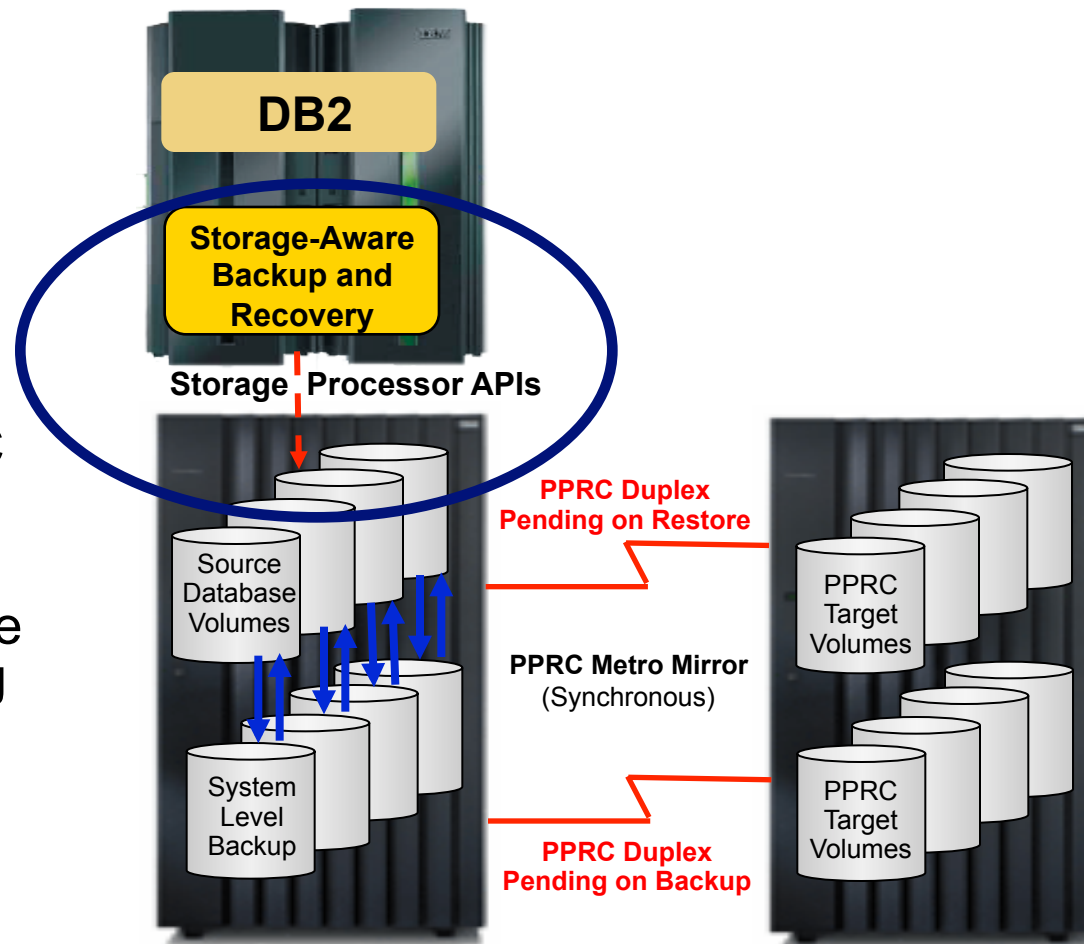 DB2
Storage-Aware
Backup and
Recovery
Storage Processor APIs
PPRC Duplex
Pending on Restore
Source
Database
Volumes
PPRC
Target
Volumes
PPRC Metro Mirror
(Synchronous)
System
Level
Backup
PPRC
Target
Volumes
PPRC Duplex
Pending on Backup